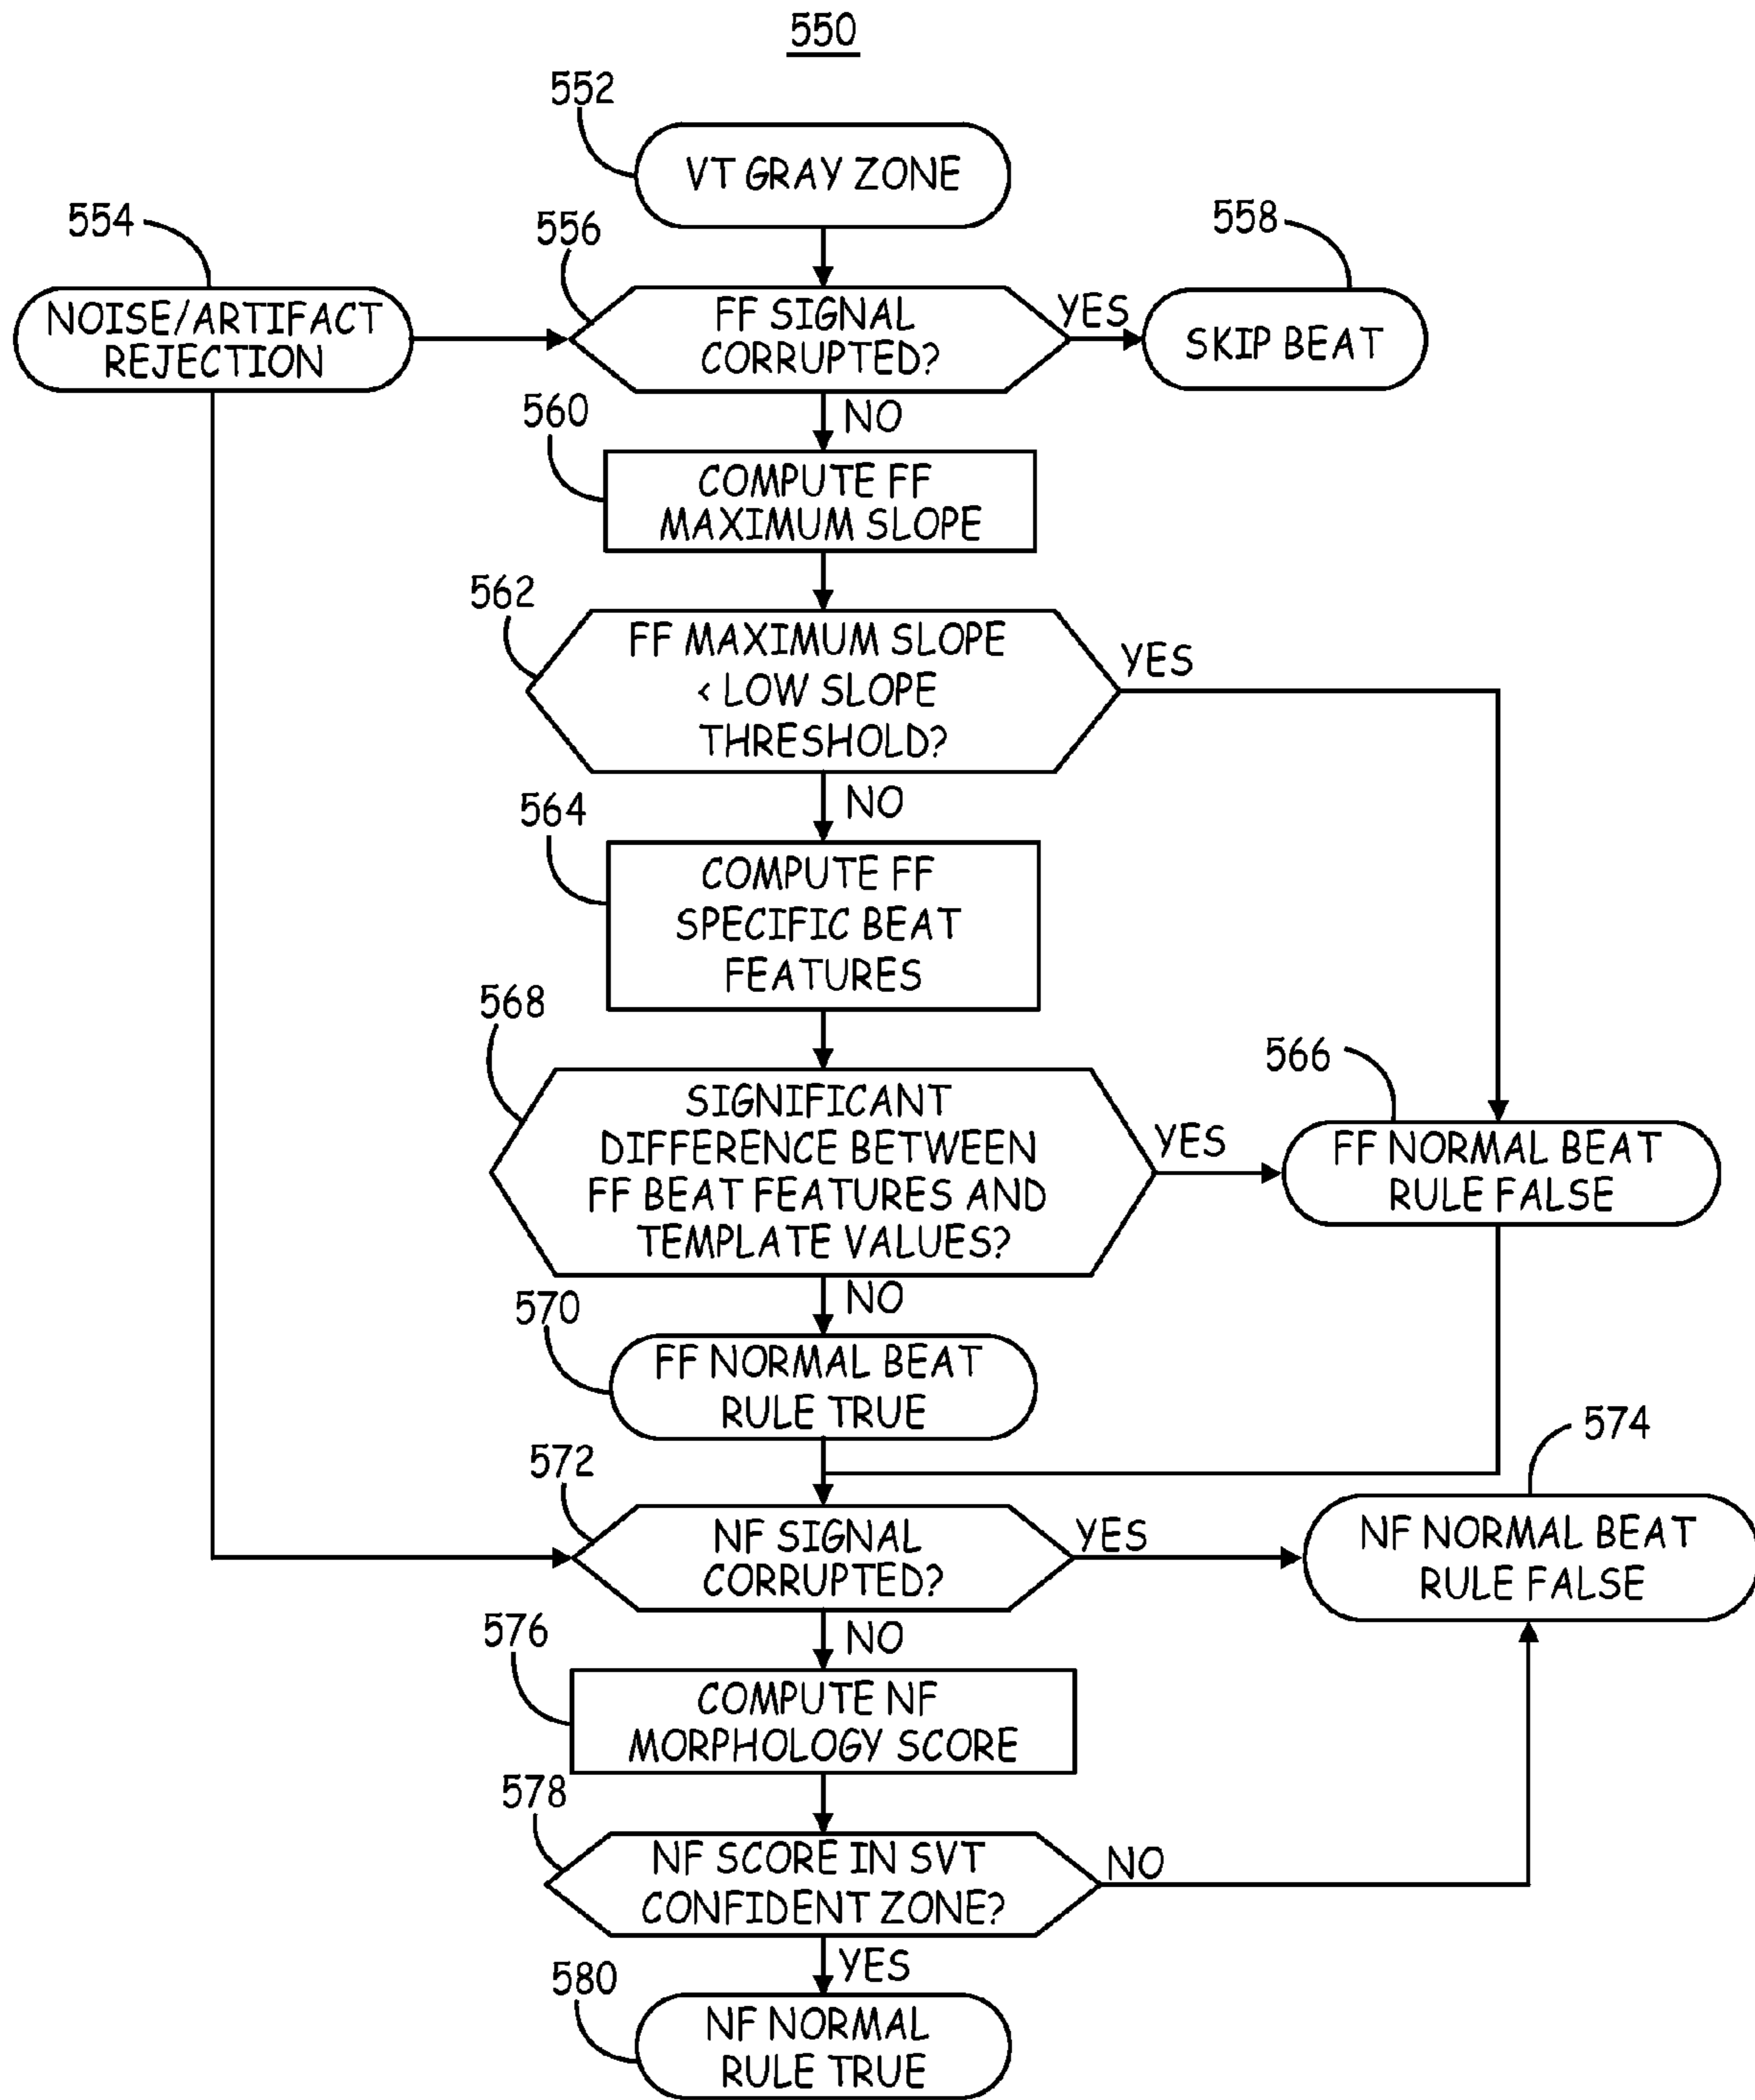 550
552
VT GRAY ZONE
554
NOISE/ARTIFACT
REJECTION
556
FF SIGNAL
CORRUPTED?
YES
558
SKIP BEAT
NO
560
COMPUTE FF
MAXIMUM SLOPE
562
FF MAXIMUM SLOPE
< LOW SLOPE
THRESHOLD?
YES
NO
564
COMPUTE FF
SPECIFIC BEAT
FEATURES
568
SIGNIFICANT
DIFFERENCE BETWEEN
FF BEAT FEATURES AND
TEMPLATE VALUES?
YES
566
FF NORMAL BEAT
RULE FALSE
NO
570
FF NORMAL BEAT
RULE TRUE
572
NF SIGNAL
CORRUPTED?
YES
574
NF NORMAL BEAT
RULE FALSE
NO
576
COMPUTE NF
MORPHOLOGY SCORE
578
NF SCORE IN SVT
CONFIDENT ZONE?
NO
YES
580
NF NORMAL
RULE TRUE